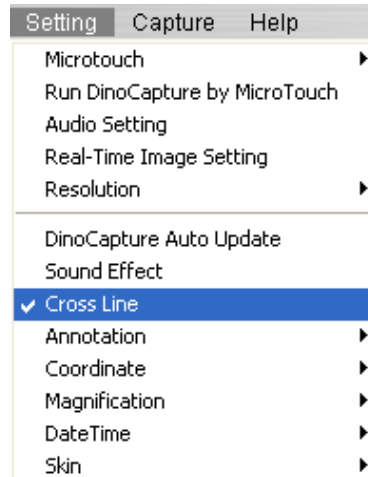 Setting Capture Help
Microtouch
Run DinoCapture by MicroTouch
Audio Setting
Real-Time Image Setting
Resolution
DinoCapture Auto Update
Sound Effect
Cross Line
Annotation
Coordinate
Magnification
DateTime
Skin